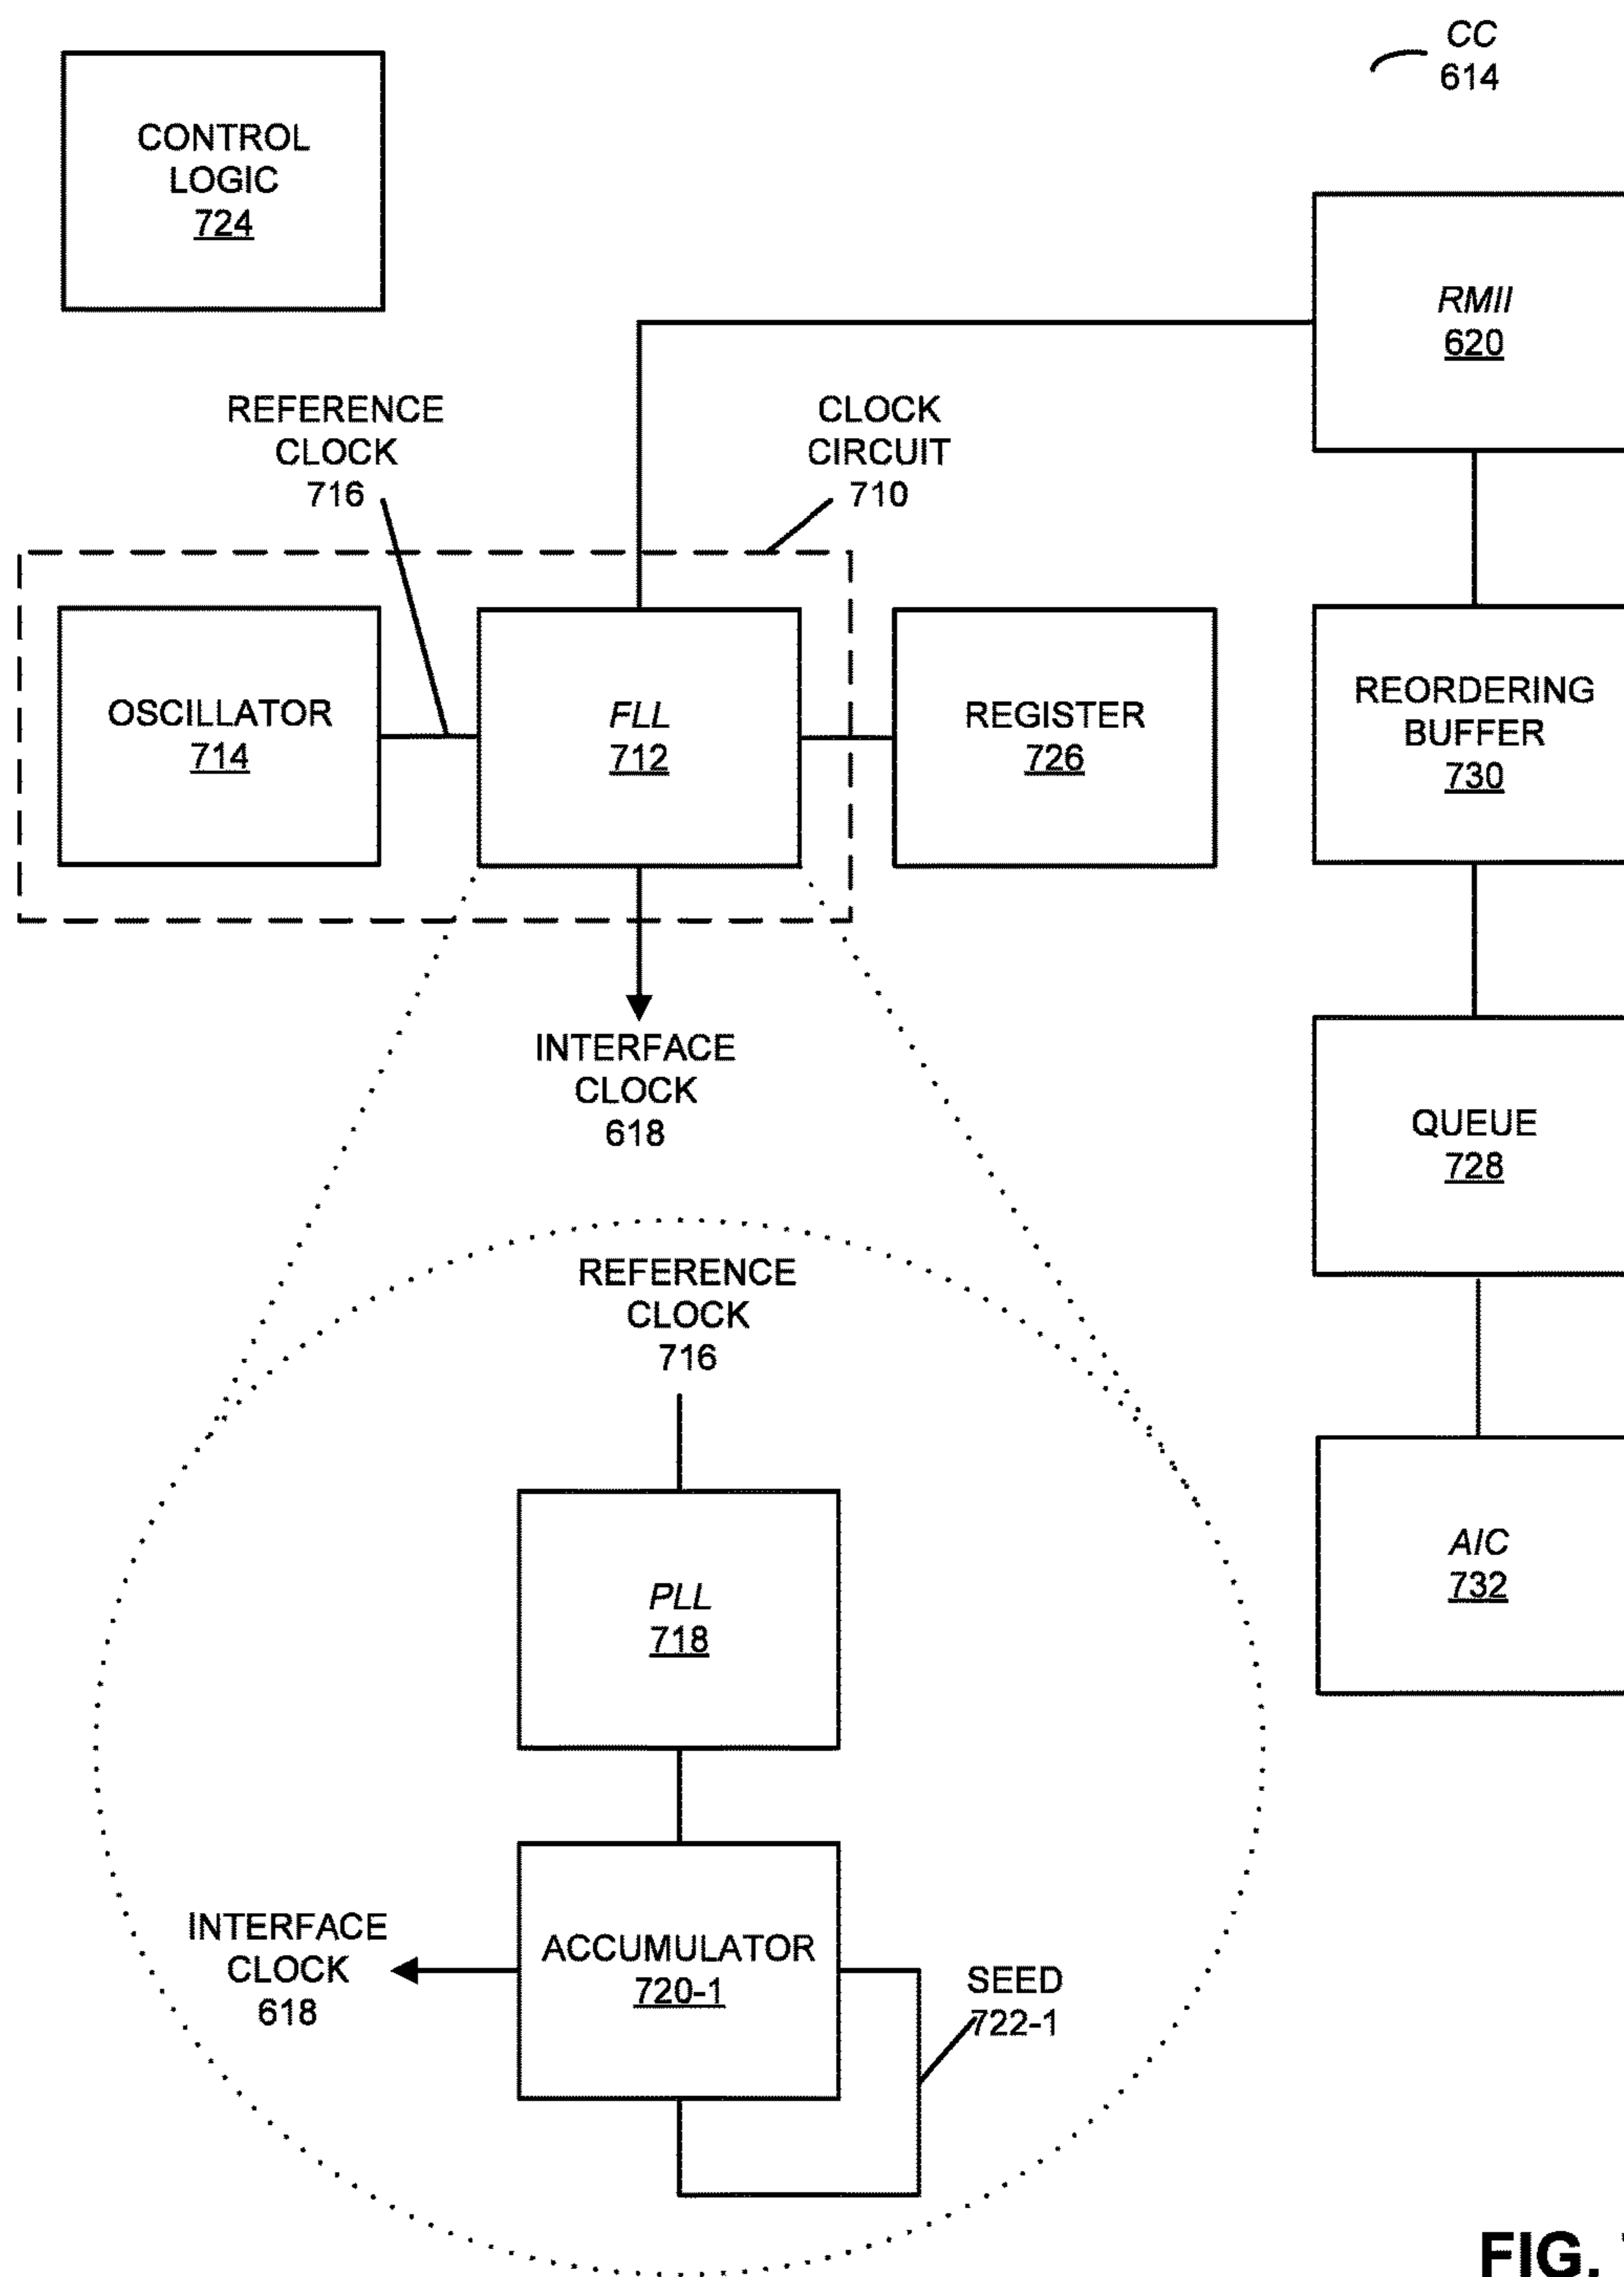 CC
614
CONTROL
LOGIC
724
RMII
620
REFERENCE
CLOCK
716
CLOCK
CIRCUIT
710
OSCILLATOR
714
FLL
712
REGISTER
726
REORDERING
BUFFER
730
INTERFACE
CLOCK
618
QUEUE
728
REFERENCE
CLOCK
716
AIC
732
PLL
718
INTERFACE
CLOCK
618
ACCUMULATOR
720-1
SEED
722-1
FIG.